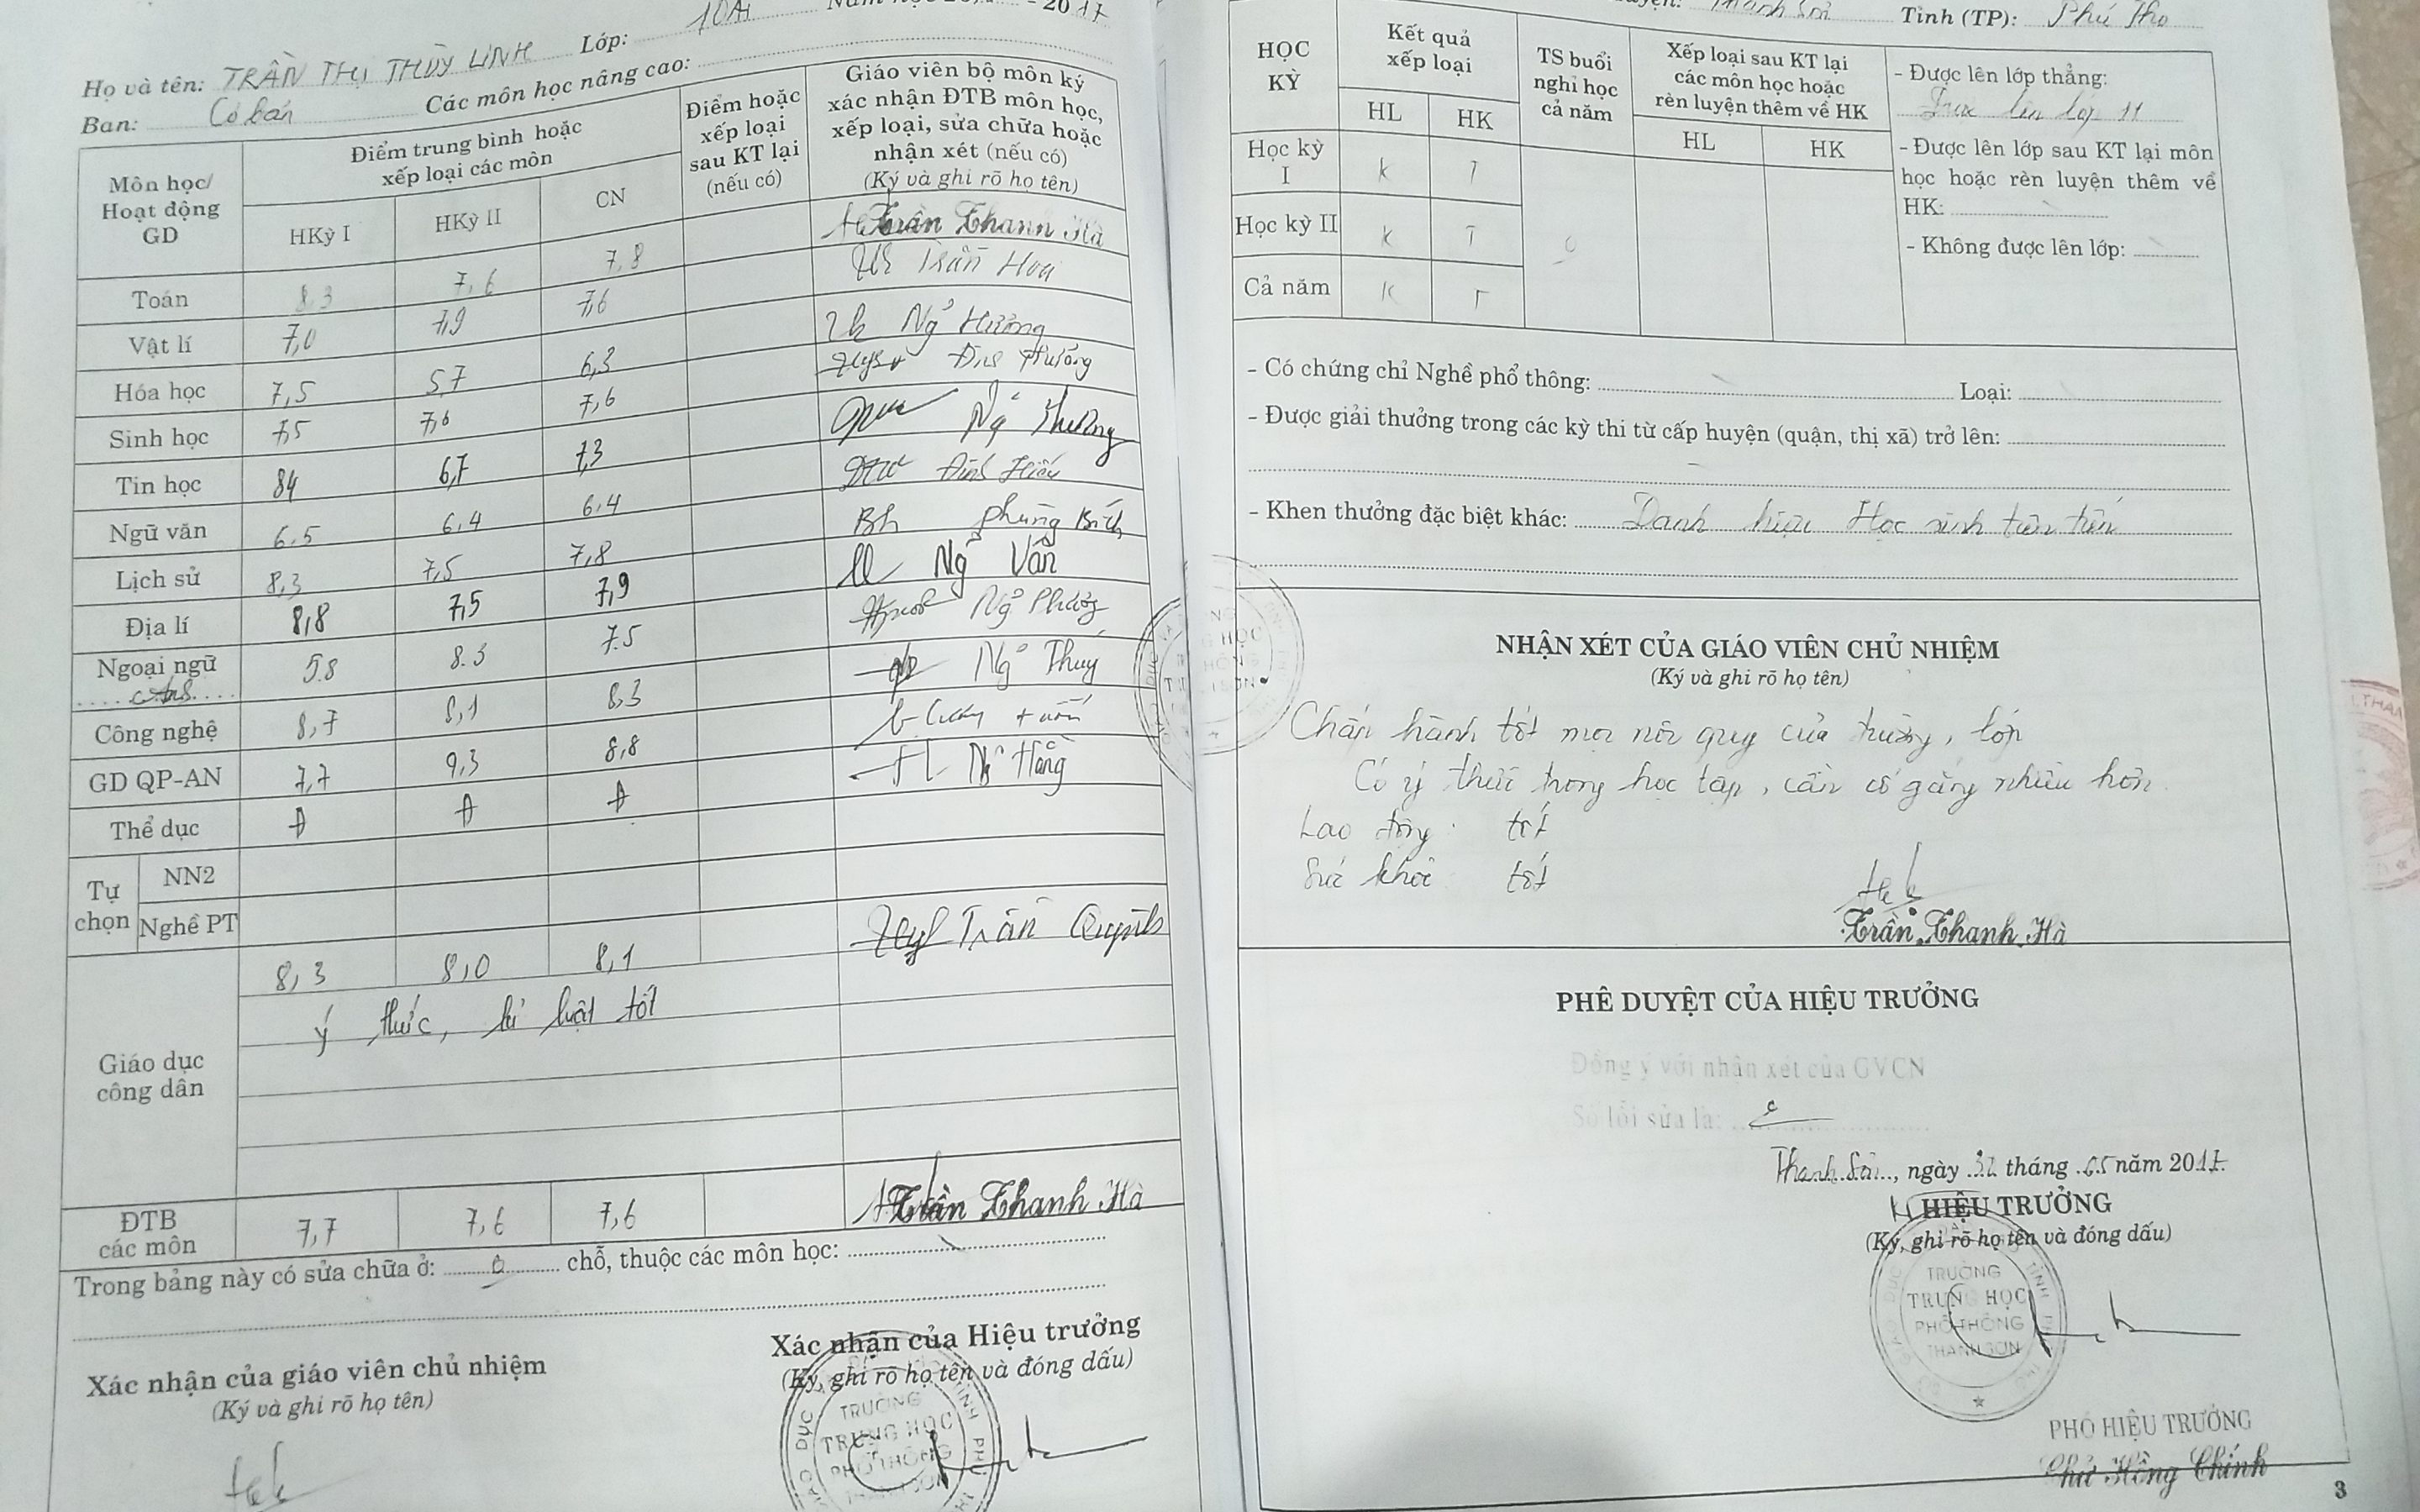 Họ và tên: TRẦN THỊ THÙY LINH Lớp: 10A1 Năm học 20 - 2017
Ban: Cơ bản Các môn học nâng cao:
Môn học/ Hoạt động GD
Điểm trung bình hoặc xếp loại các môn
HKỳ I HKỳ II CN
Điểm hoặc xếp loại sau KT lại (nếu có)
Giáo viên bộ môn ký xác nhận ĐTB môn học, xếp loại, sửa chữa hoặc nhận xét (nếu có) (Ký và ghi rõ họ tên)
Toán 8,3 7,6 7,8 Trần Thanh Hà
Vật lí 7,0 7,9 7,6 Trần Hoa
Hóa học 7,5 5,7 6,3 Ng Hương
Sinh học 7,5 7,6 7,6 Đinh Phương
Tin học 84 6,7 7,3 Ng Thương
Ngữ văn 6.5 6.4 6.4 Đinh Hiếu
Lịch sử 8,3 7,5 7,8 Phùng Bích
Địa lí 8,8 7,5 7,9 Ng Vân
Ngoại ngữ Anh 5.8 8.3 7.5 Ng Phương
Công nghệ 8,7 8,1 8,3 Ng Thuý
GD QP-AN 7,7 9,3 8,8
Thể dục Đ Đ Đ Ng Hằng
Tự chọn
NN2
Nghề PT
Giáo dục công dân 8,3 8,0 8,1 Trần Quỳnh
ý thức, kỉ luật tốt
ĐTB các môn 7,7 7,6 7,6 Trần Thanh Hà
Trong bảng này có sửa chữa ở: 0 chỗ, thuộc các môn học:
Xác nhận của giáo viên chủ nhiệm
(Ký và ghi rõ họ tên)
Xác nhận của Hiệu trưởng
(Ký, ghi rõ họ tên và đóng dấu)
TRƯỜNG
TRUNG HỌC
PHỔ THÔNG
THANH SƠN
Thanh Sơn Tỉnh (TP): Phú Thọ
HỌC KỲ
Kết quả xếp loại
HL HK
TS buổi nghỉ học cả năm
Xếp loại sau KT lại các môn học hoặc rèn luyện thêm về HK
HL HK
Học kỳ I K T
Học kỳ II K T 0
Cả năm K T
- Được lên lớp thẳng:
Được lên lớp 11
- Được lên lớp sau KT lại môn học hoặc rèn luyện thêm về HK:
- Không được lên lớp:
- Có chứng chỉ Nghề phổ thông: Loại:
- Được giải thưởng trong các kỳ thi từ cấp huyện (quận, thị xã) trở lên:
- Khen thưởng đặc biệt khác: Danh hiệu Học sinh tiên tiến
NHẬN XÉT CỦA GIÁO VIÊN CHỦ NHIỆM
(Ký và ghi rõ họ tên)
Chấp hành tốt mọi nội quy của trường, lớp
Có ý thức trong học tập, cần cố gắng nhiều hơn
Lao động: tốt
Sức khỏe tốt
Trần Thanh Hà
PHÊ DUYỆT CỦA HIỆU TRƯỞNG
Đồng ý với nhận xét của GVCN
Số lỗi sửa là:
Thanh Sơn, ngày tháng 05 năm 2017
HIỆU TRƯỞNG
(Ký, ghi rõ họ tên và đóng dấu)
TRƯỜNG
TRUNG HỌC
PHỔ THÔNG
THANH SƠN
PHÓ HIỆU TRƯỞNG
Chử Hồng Chính
3